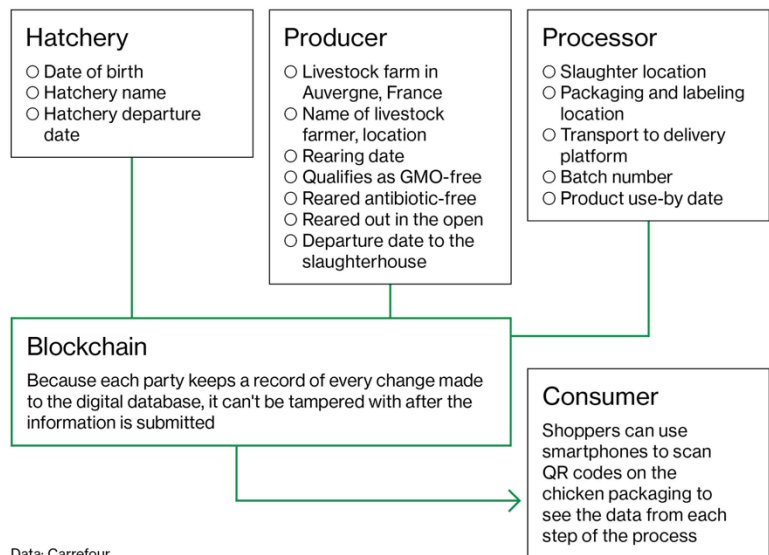 Hatchery
○ Date of birth
○ Hatchery name
○ Hatchery departure
date
Producer
○ Livestock farm in
Auvergne, France
○ Name of livestock
farmer, location
○ Rearing date
○ Qualifies as GMO-free
○ Reared antibiotic-free
○ Reared out in the open
○ Departure date to the
slaughterhouse
Processor
○ Slaughter location
○ Packaging and labeling
location
○ Transport to delivery
platform
○ Batch number
○ Product use-by date
Blockchain
Because each party keeps a record of every change made
to the digital database, it can't be tampered with after the
information is submitted
Consumer
Shoppers can use
smartphones to scan
QR codes on the
chicken packaging to
see the data from each
step of the process
Data: Carrefour